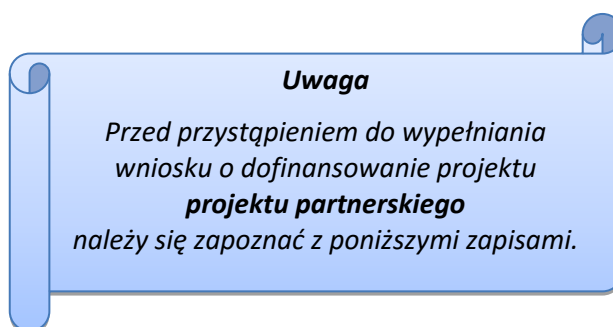 Uwaga
Przed przystąpieniem do wypełniania
wniosku o dofinansowanie projektu
projektu partnerskiego
należy się zapoznać z poniższymi zapisami.